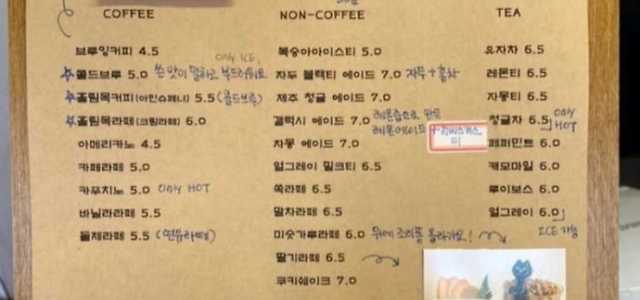 COFFEE
브루잉커피 4.5
ONLY ICE,
☆콜드브루 5.0 쓴 맛이 덜하고 부드러워요
☆홀림목커피(아인슈페너) 5.5 (콜드브루)
☆홀림목라떼(크림라떼) 6.0
아메리카노 4.5
카페라떼 5.0
카푸치노 5.0 only HOT
바닐라라떼 5.5
돌체라떼 5.5 (연유라떼)
NON-COFFEE
복숭아아이스티 5.0
자두 블랙티 에이드 7.0 자두+홍차
제주 청귤 에이드 7.0
갤럭시 에이드 7.0 레몬즙으로 만든
레몬에이드+
자몽 에이드 7.0
얼그레이 밀크티 6.5
쑥라떼 6.5
말차라떼 6.5
미숫가루라떼 6.0 위에 조리퐁 올라가요!
딸기라떼 6.5
쿠키쉐이크 7.0
TEA
유자차 6.5
레몬티 6.5
자몽티 6.5
청귤차 6.5 only HOT
페퍼민트 6.0
캐모마일 6.0
루이보스 6.0
얼그레이 6.0
ICE 가능